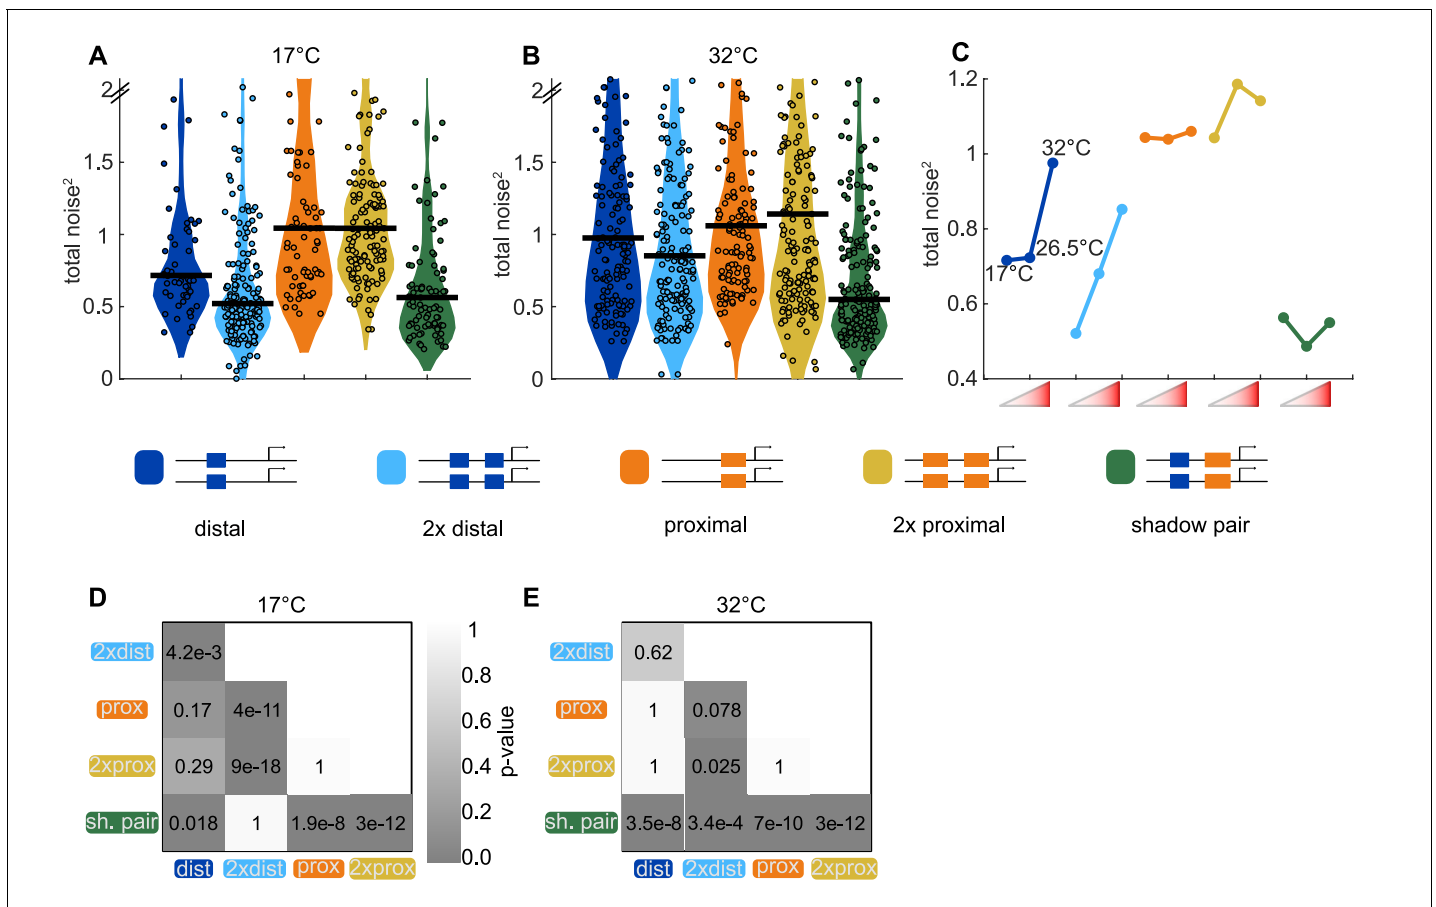 A
17°C
B
32°C
C
total noise²
2
1.5
1
0.5
0
total noise²
2
1.5
1
0.5
0
total noise²
1.2
1
0.8
0.6
0.4
32°C
26.5°C
17°C
distal
2x distal
proximal
2x proximal
shadow pair
D
17°C
2xdist
4.2e-3
prox
0.17
4e-11
2xprox
0.29
9e-18
1
sh. pair
0.018
1
1.9e-8
3e-12
dist
2xdist
prox
2xprox
1
0.8
0.6
0.4
0.2
0.0
p-value
E
32°C
2xdist
0.62
prox
1
0.078
2xprox
1
0.025
1
sh. pair
3.5e-8
3.4e-4
7e-10
3e-12
dist
2xdist
prox
2xprox